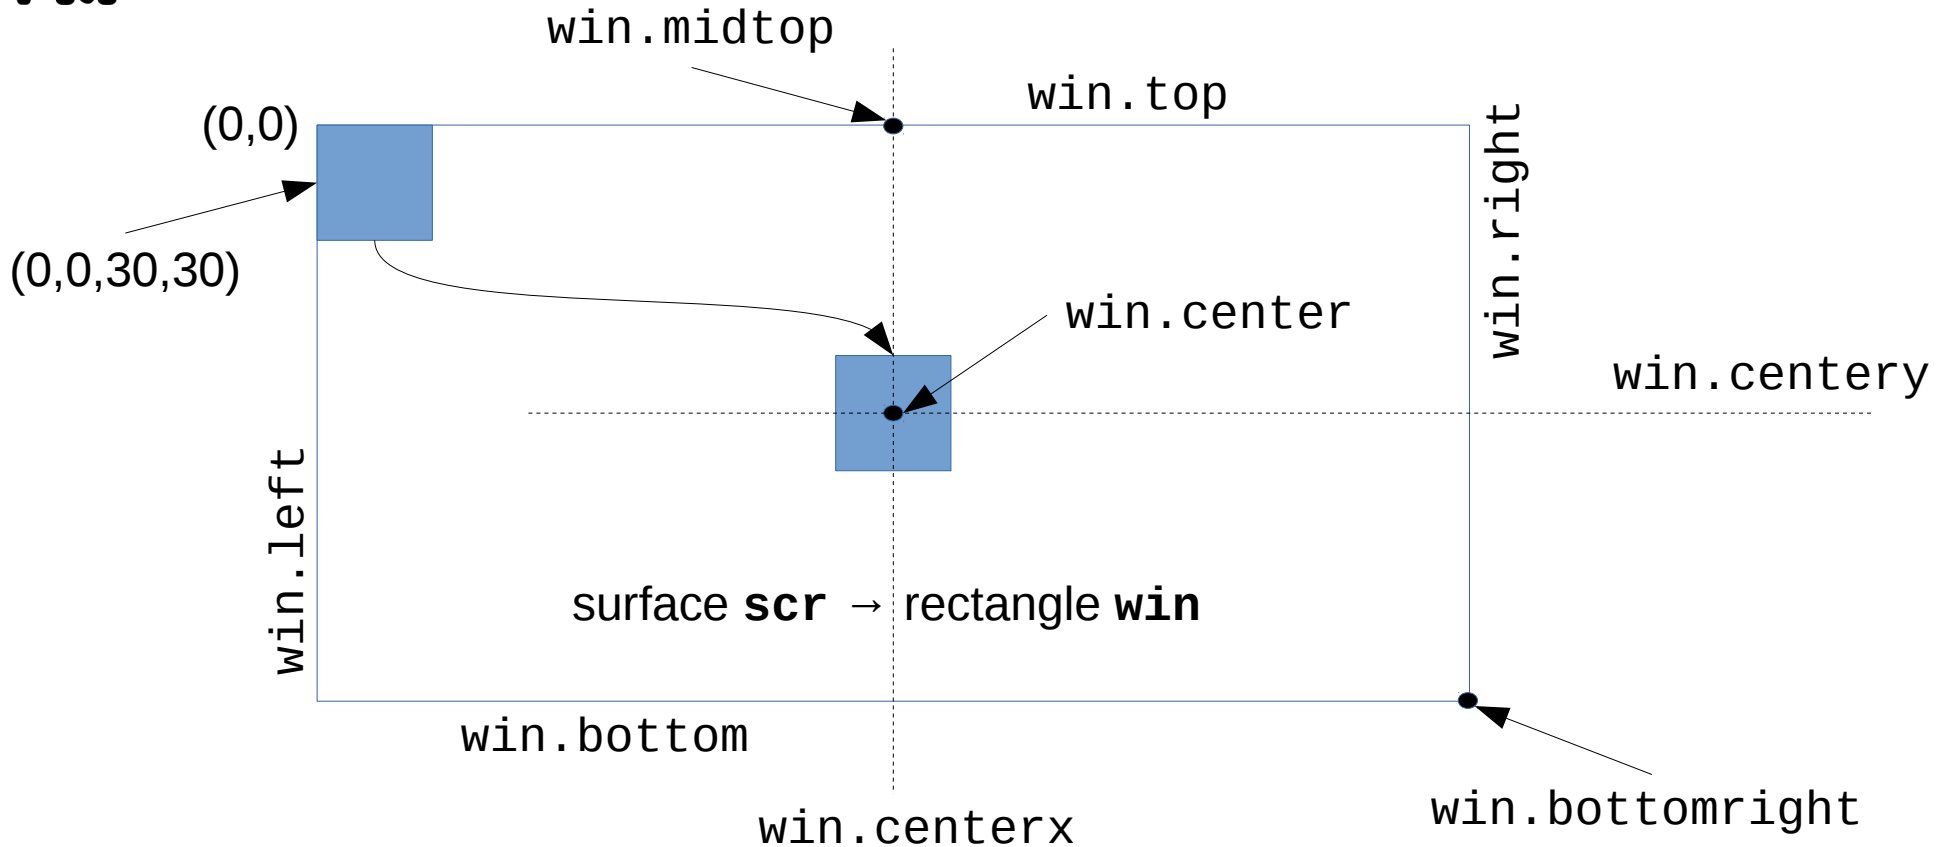 win.midtop
win.top
(0,0)
win.right
(0,0,30,30)
win.center
win.centery
win.left
surface scr → rectangle win
win.bottom
win.bottomright
win.centerx